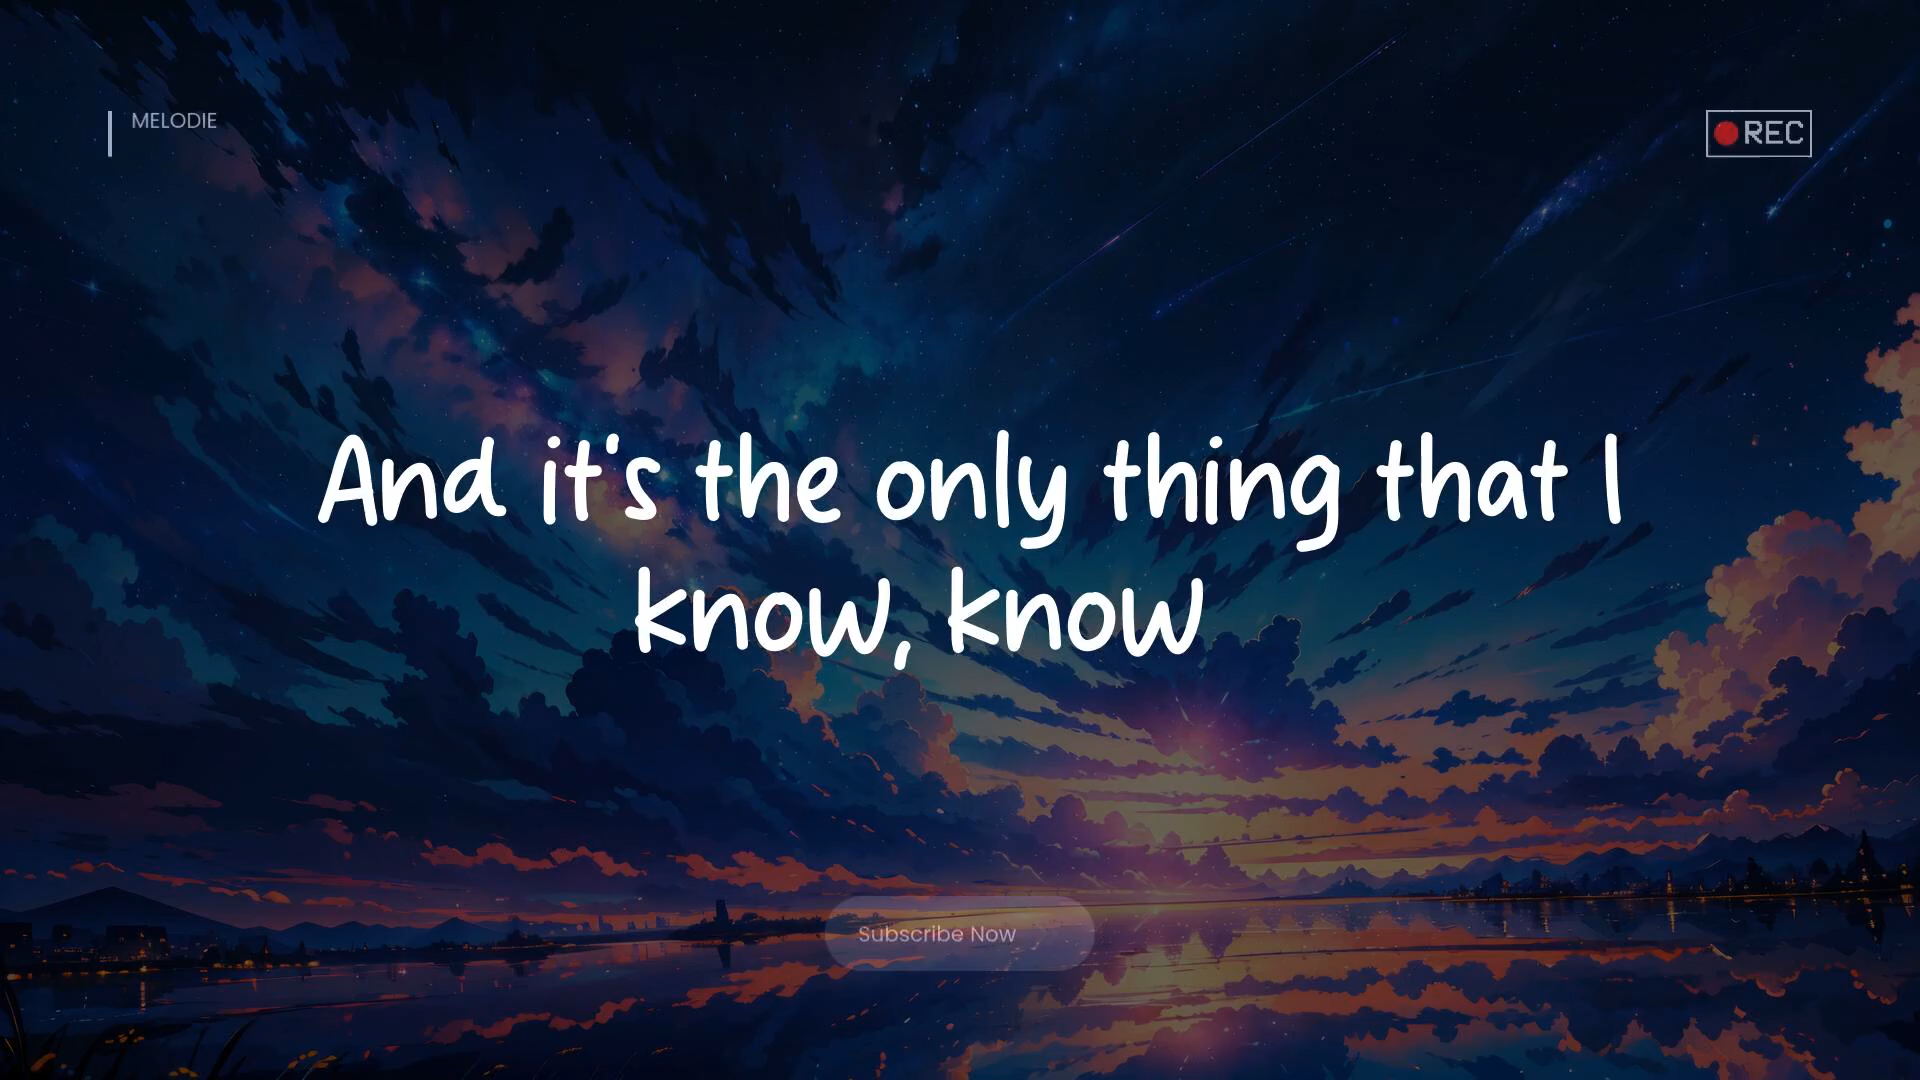 MELODIE
REC
And it's the only thing that I
know, know
Subscribe Now